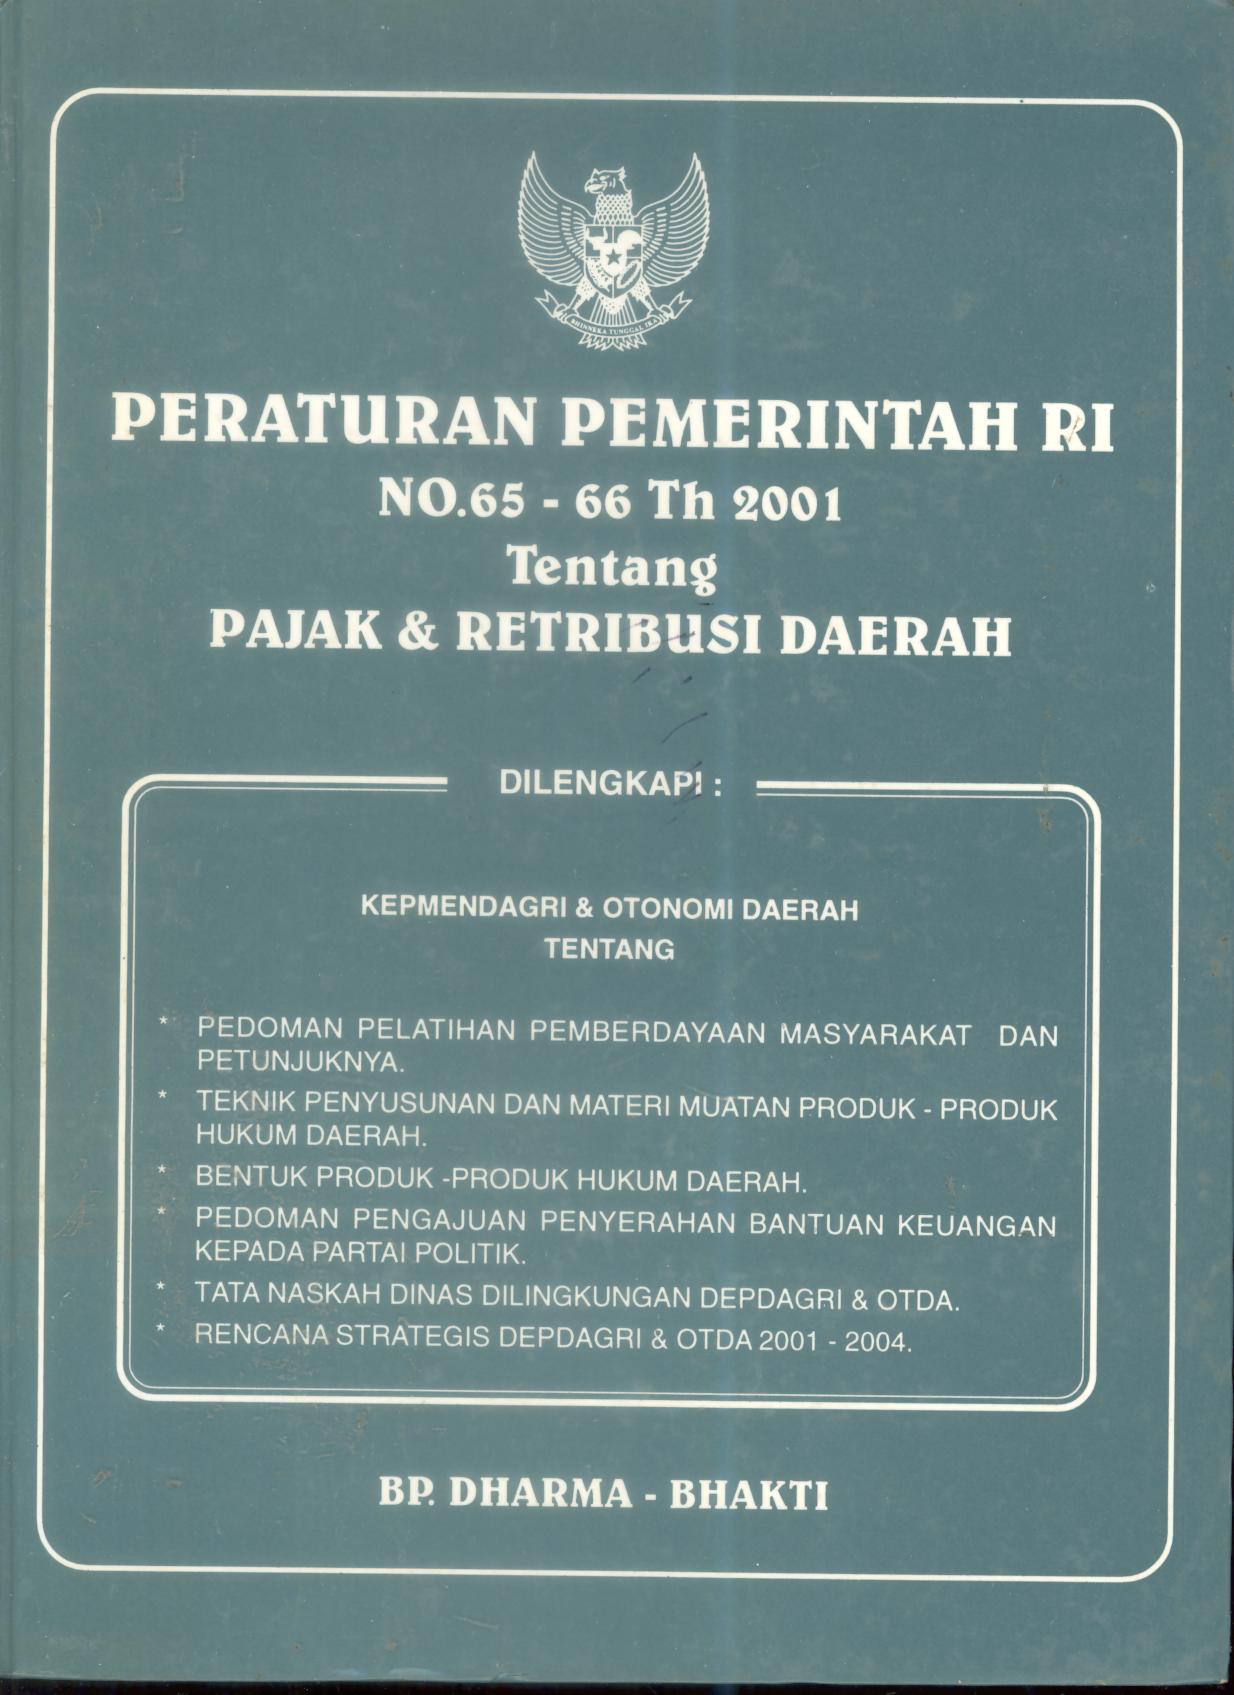 BHINNEKA TUNGGAL IKA
PERATURAN PEMERINTAH RI
NO.65 - 66 Th 2001
Tentang
PAJAK & RETRIBUSI DAERAH
DILENGKAPI :
KEPMENDAGRI & OTONOMI DAERAH
TENTANG
* PEDOMAN PELATIHAN PEMBERDAYAAN MASYARAKAT DAN
PETUNJUKNYA.
* TEKNIK PENYUSUNAN DAN MATERI MUATAN PRODUK - PRODUK
HUKUM DAERAH.
* BENTUK PRODUK -PRODUK HUKUM DAERAH.
* PEDOMAN PENGAJUAN PENYERAHAN BANTUAN KEUANGAN
KEPADA PARTAI POLITIK.
* TATA NASKAH DINAS DILINGKUNGAN DEPDAGRI & OTDA.
* RENCANA STRATEGIS DEPDAGRI & OTDA 2001 - 2004.
BP. DHARMA - BHAKTI